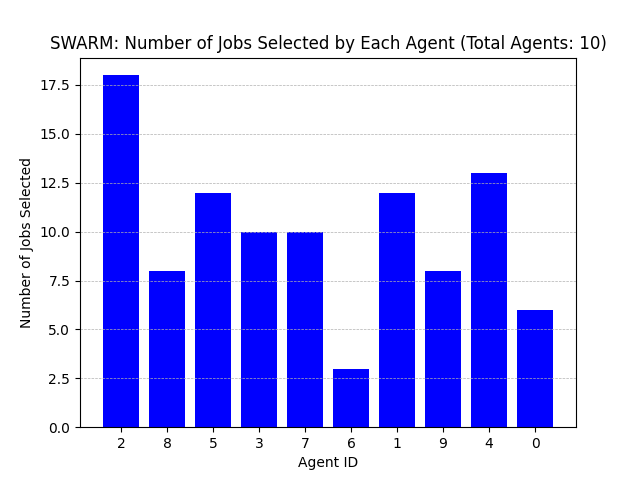 SWARM: Number of Jobs Selected by Each Agent (Total Agents: 10)
Number of Jobs Selected
17.5
15.0
12.5
10.0
7.5
5.0
2.5
0.0
2 8 5 3 7 6 1 9 4 0
Agent ID